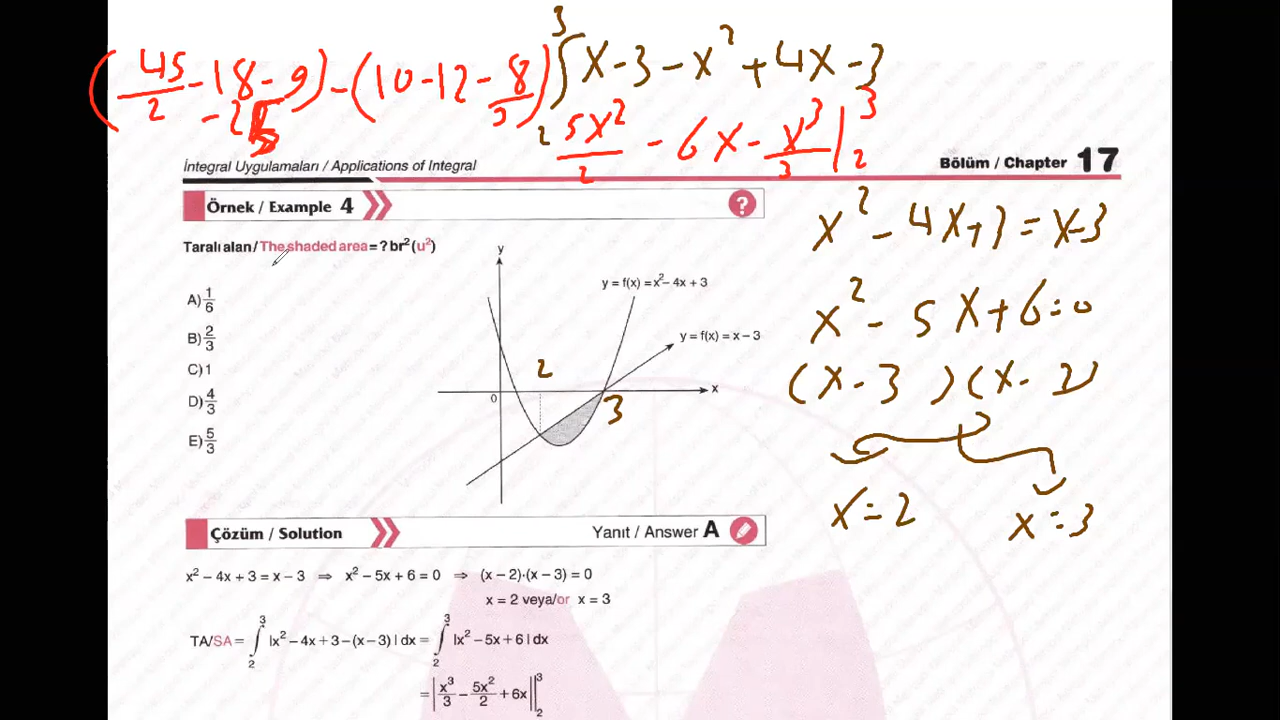 (45/2 - 18 - 9) - (10 - 12 - 8/3) ∫₂³ x - 3 - x² + 4x - 3
5x²/2 - 6x - x³/3 |₂³
İntegral Uygulamaları / Applications of Integral
Bölüm / Chapter 17
Örnek / Example 4
?
Taralı alan / The shaded area = ? br² (u²)
A) 1/6
B) 2/3
C) 1
D) 4/3
E) 5/3
y
y = f(x) = x² – 4x + 3
y = f(x) = x – 3
2
0
x
3
x² - 4x + 3 = x - 3
x² - 5x + 6 = 0
(x - 3)(x - 2)
x = 2 x = 3
Çözüm / Solution
Yanıt / Answer A
x² – 4x + 3 = x – 3 ⇒ x² – 5x + 6 = 0 ⇒ (x – 2)·(x – 3) = 0
x = 2 veya/or x = 3
TA/SA = ∫₂³ |x² – 4x + 3 – (x – 3)| dx = ∫₂³ |x² – 5x + 6| dx
= |x³/3 – 5x²/2 + 6x||₂³